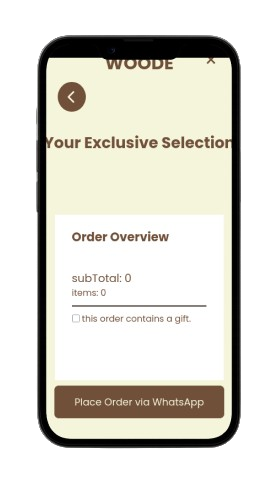 WOODE
Your Exclusive Selection
Order Overview
subTotal: 0
items: 0
this order contains a gift.
Place Order via WhatsApp